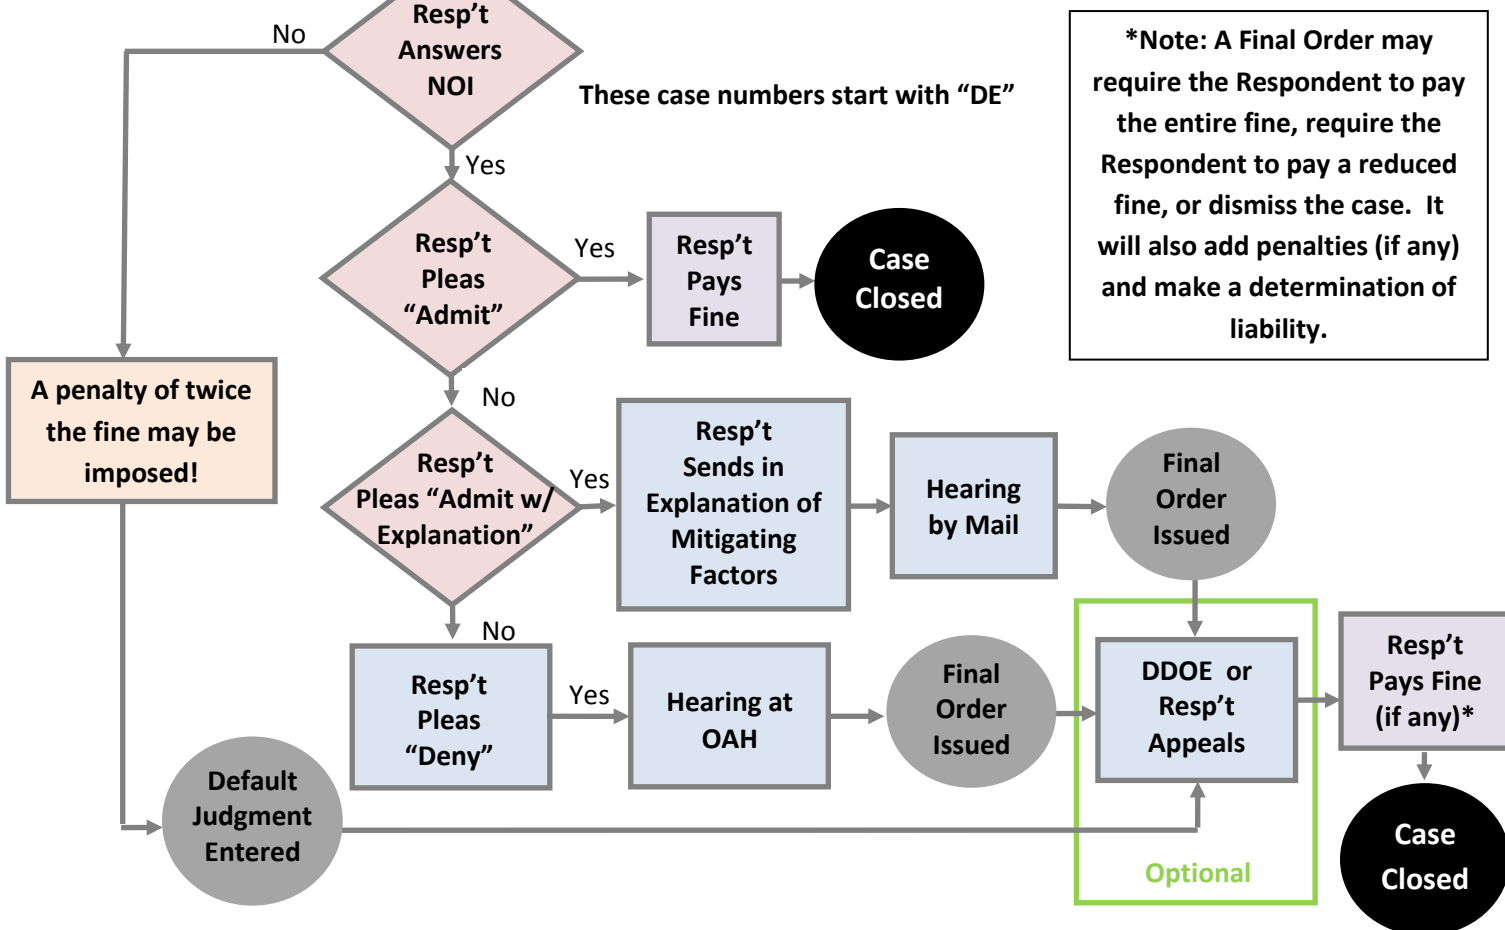 Resp’t
Answers
NOI
No
These case numbers start with “DE”
*Note: A Final Order may
require the Respondent to pay
the entire fine, require the
Respondent to pay a reduced
fine, or dismiss the case. It
will also add penalties (if any)
and make a determination of
liability.
Yes
Resp’t
Pleas
“Admit”
Yes
Resp’t
Pays
Fine
Case
Closed
No
A penalty of twice
the fine may be
imposed!
Resp’t
Pleas “Admit w/
Explanation”
Yes
Resp’t
Sends in
Explanation of
Mitigating
Factors
Hearing
by Mail
Final
Order
Issued
No
Resp’t
Pleas
“Deny”
Yes
Hearing at
OAH
Final
Order
Issued
DDOE or
Resp’t
Appeals
Resp’t
Pays Fine
(if any)*
Default
Judgment
Entered
Optional
Case
Closed